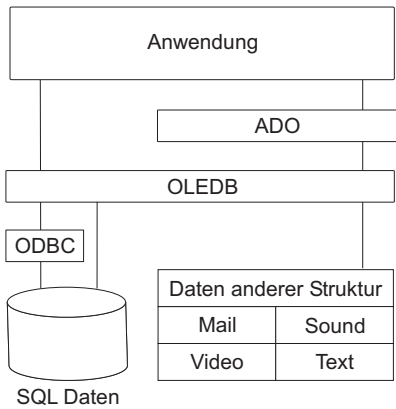 Anwendung
ADO
OLEDB
ODBC
Daten anderer Struktur
Mail Sound
Video Text
SQL Daten